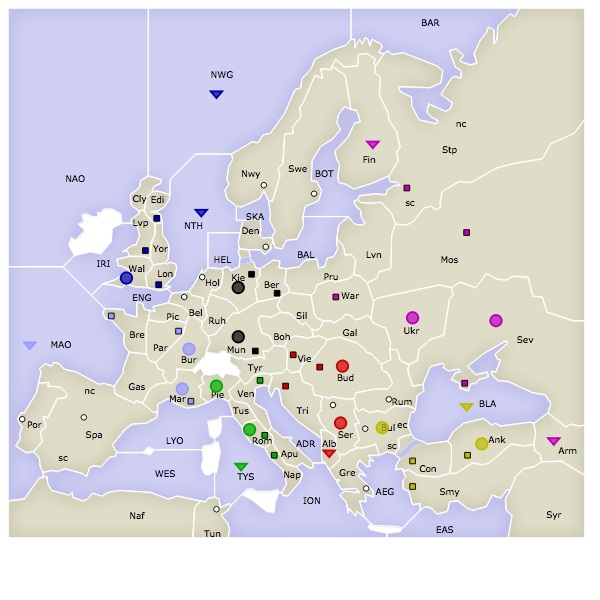 BAR
NWG
nc
Stp
Fin
NAO
Swe
BOT
Nwy
Cly
Edi
sc
SKA
Lvp
NTH
Den
Yor
HEL
BAL
Lvn
Mos
IRI
Wal
Lon
Kie
Hol
Ber
Pru
War
ENG
Bel
Pic
Ruh
Sil
Ukr
Bre
Gal
Sev
MAO
Par
Mun
Boh
Bur
Vie
Tyr
Bud
Gas
nc
Pie
Ven
Mar
Rum
BLA
Tus
Tri
Por
Spa
Ser
Bul
ec
LYO
Rom
ADR
Alb
sc
Ank
Apu
Arm
sc
WES
TYS
Nap
Gre
Con
AEG
Smy
ION
Naf
Tun
EAS
Syr